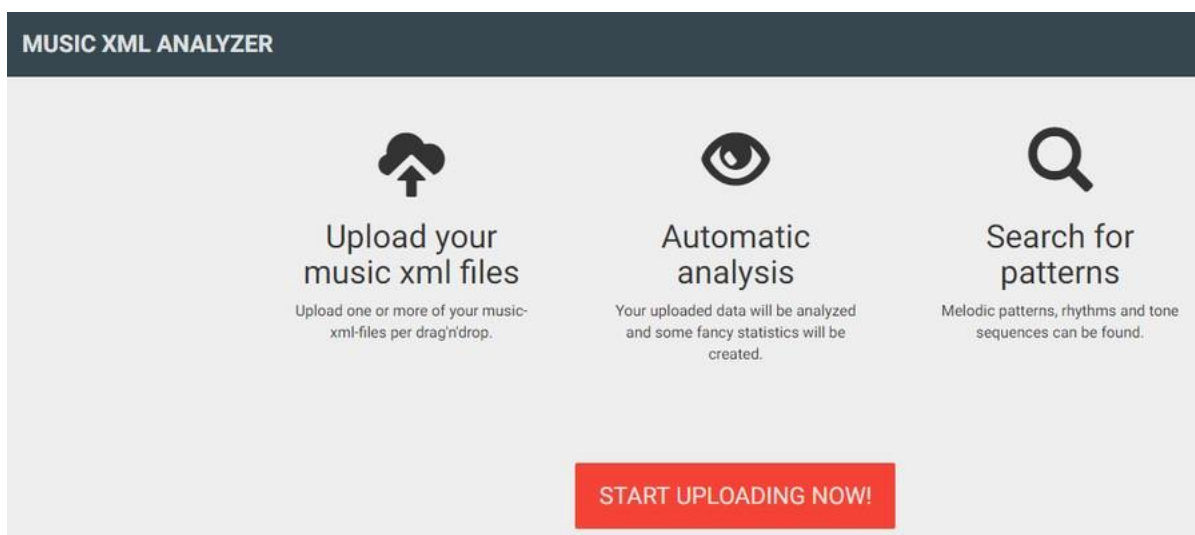 MUSIC XML ANALYZER
Upload your
music xml files
Upload one or more of your music-
xml-files per drag'n'drop.
Automatic
analysis
Your uploaded data will be analyzed
and some fancy statistics will be
created.
Search for
patterns
Melodic patterns, rhythms and tone
sequences can be found.
START UPLOADING NOW!